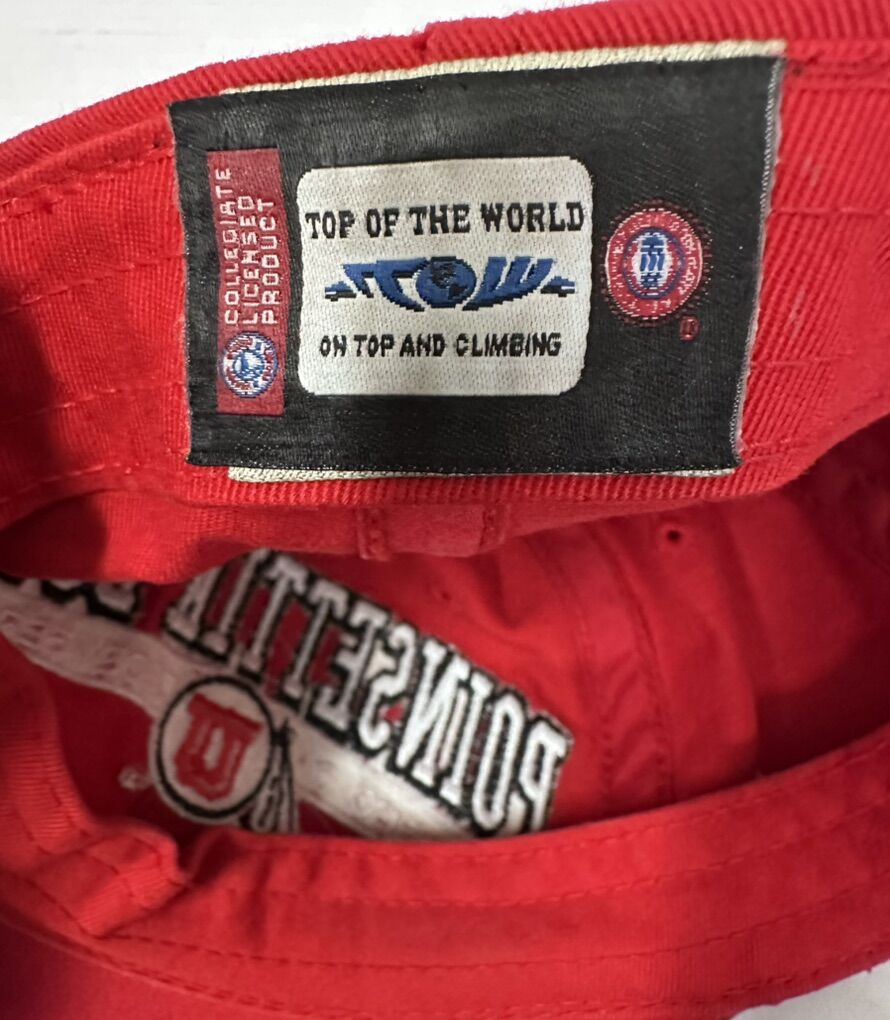 COLLEGIATE
LICENSED
PRODUCT
TOP OF THE WORLD
TOW
ON TOP AND CLIMBING
®
POINSETTIA
U
®